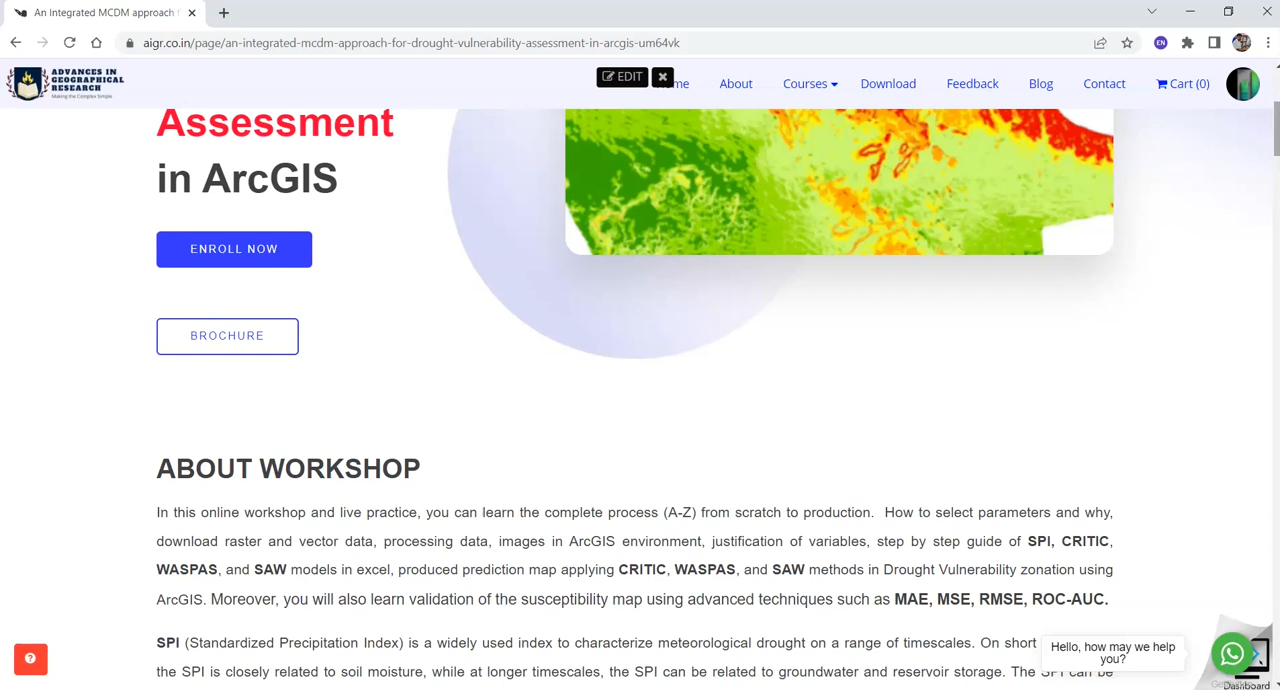 An Integrated MCDM approach
aigr.co.in/page/an-integrated-mcdm-approach-for-drought-vulnerability-assessment-in-arcgis-um64vk
EN
ADVANCES IN
GEOGRAPHICAL
RESEARCH
Making the Complex Simple
EDIT
me
About
Courses
Download
Feedback
Blog
Contact
Cart (0)
Assessment
in ArcGIS
ENROLL NOW
BROCHURE
ABOUT WORKSHOP
In this online workshop and live practice, you can learn the complete process (A-Z) from scratch to production. How to select parameters and why,
download raster and vector data, processing data, images in ArcGIS environment, justification of variables, step by step guide of SPI, CRITIC,
WASPAS, and SAW models in excel, produced prediction map applying CRITIC, WASPAS, and SAW methods in Drought Vulnerability zonation using
ArcGIS. Moreover, you will also learn validation of the susceptibility map using advanced techniques such as MAE, MSE, RMSE, ROC-AUC.
SPI (Standardized Precipitation Index) is a widely used index to characterize meteorological drought on a range of timescales. On short
the SPI is closely related to soil moisture, while at longer timescales, the SPI can be related to groundwater and reservoir storage. The SPI can be
Hello, how may we help
you?
Dashboard